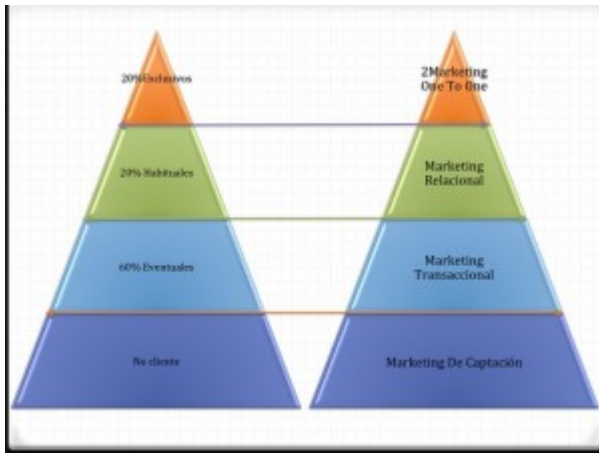 20% Exclusivos
20% Habituales
60% Eventuales
No cliente
2Marketing
One To One
Marketing
Relacional
Marketing
Transaccional
Marketing De Captación